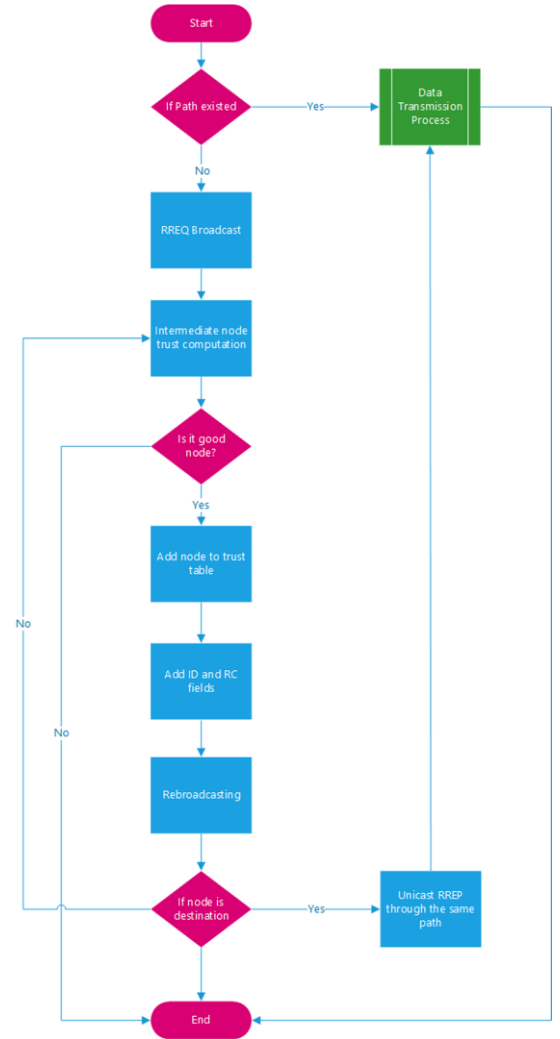 Start
If Path existed
Yes
Data
Transmission
Process
No
RREQ Broadcast
Intermediate node
trust computation
Is it good
node?
Yes
Add node to trust
table
No
Add ID and RC
fields
No
Rebroadcasting
If node is
destination
Yes
Unicast RREP
through the same
path
End